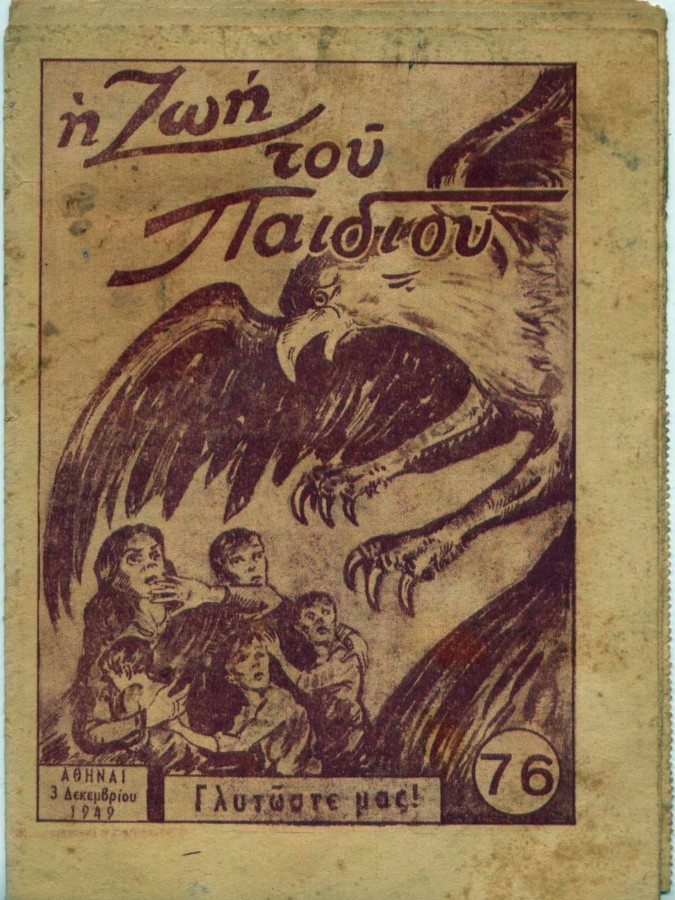 ἡ Ζωή
τοῦ
Παιδιοῦ
ΑΘΗΝΑΙ
3 Δεκεμβρίου
1949
Γλυτῶστε μας!
76